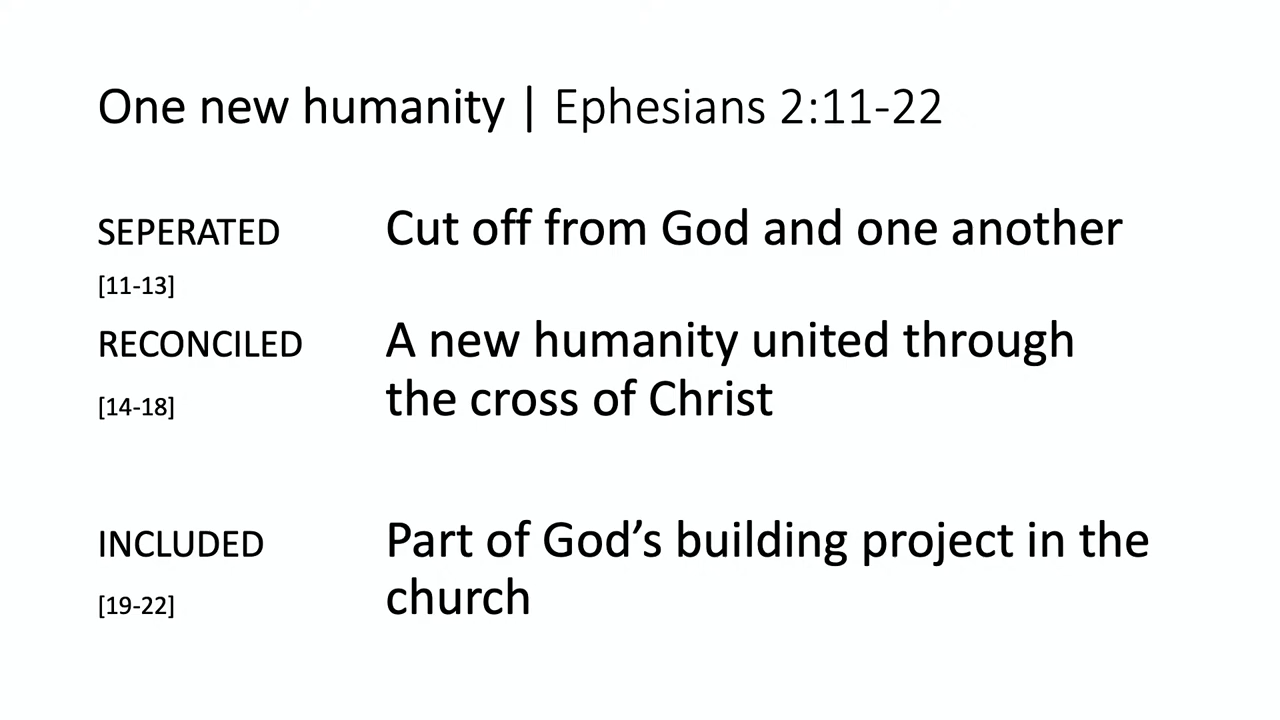 One new humanity | Ephesians 2:11-22
SEPERATED Cut off from God and one another
[11-13]
RECONCILED A new humanity united through
[14-18] the cross of Christ
INCLUDED Part of God’s building project in the
[19-22] church